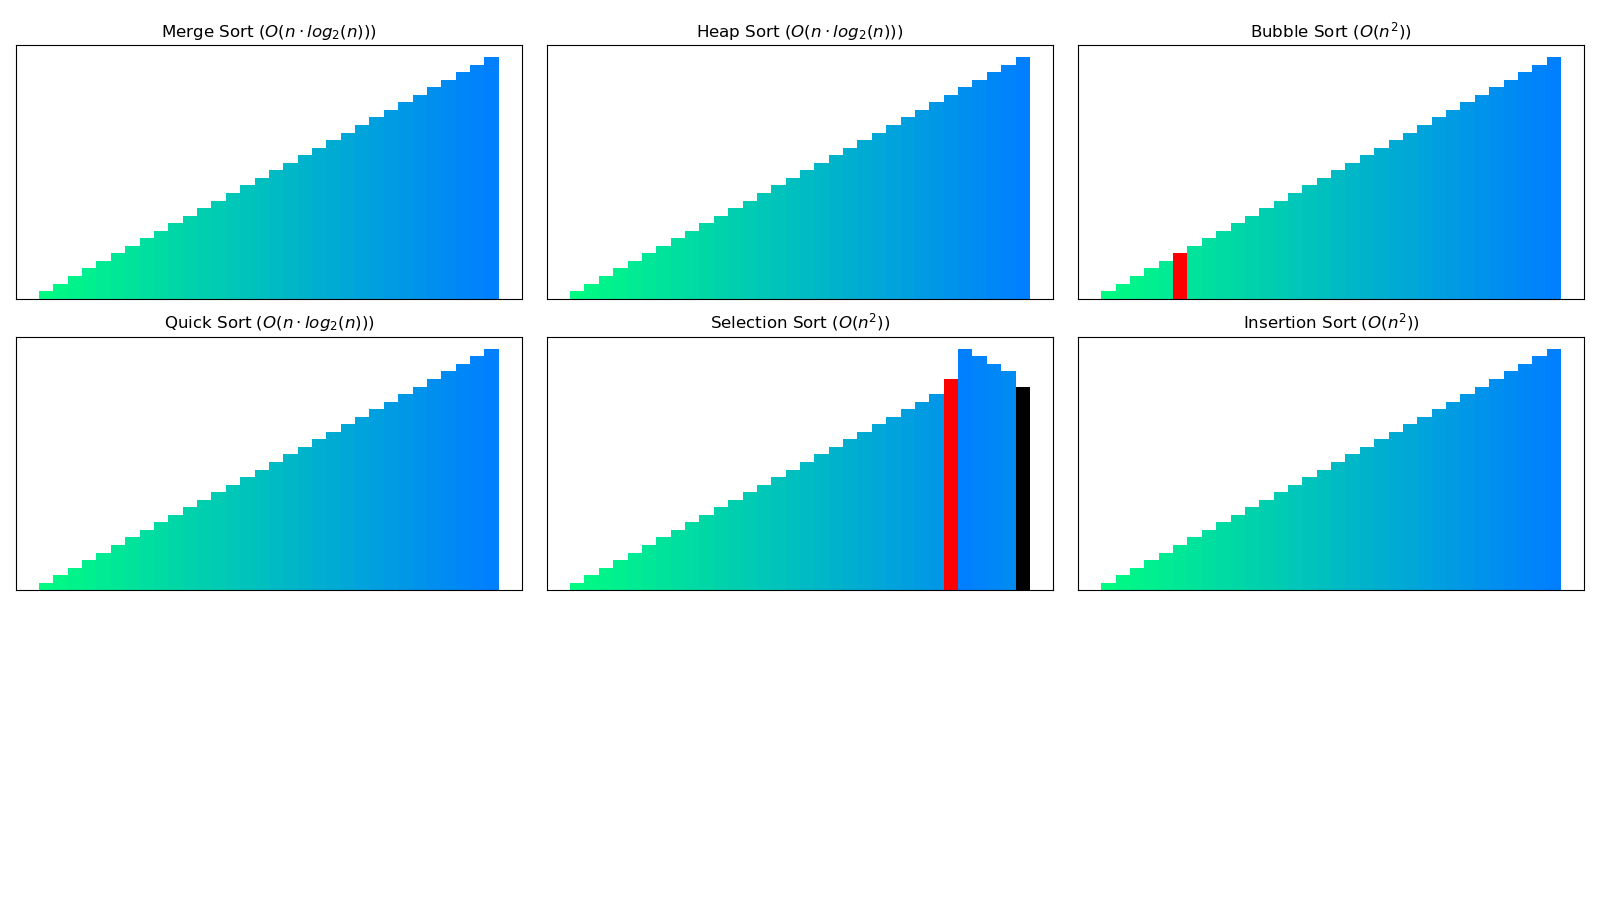 Merge Sort (O(n · log₂(n)))
Heap Sort (O(n · log₂(n)))
Bubble Sort (O(n²))
Quick Sort (O(n · log₂(n)))
Selection Sort (O(n²))
Insertion Sort (O(n²))